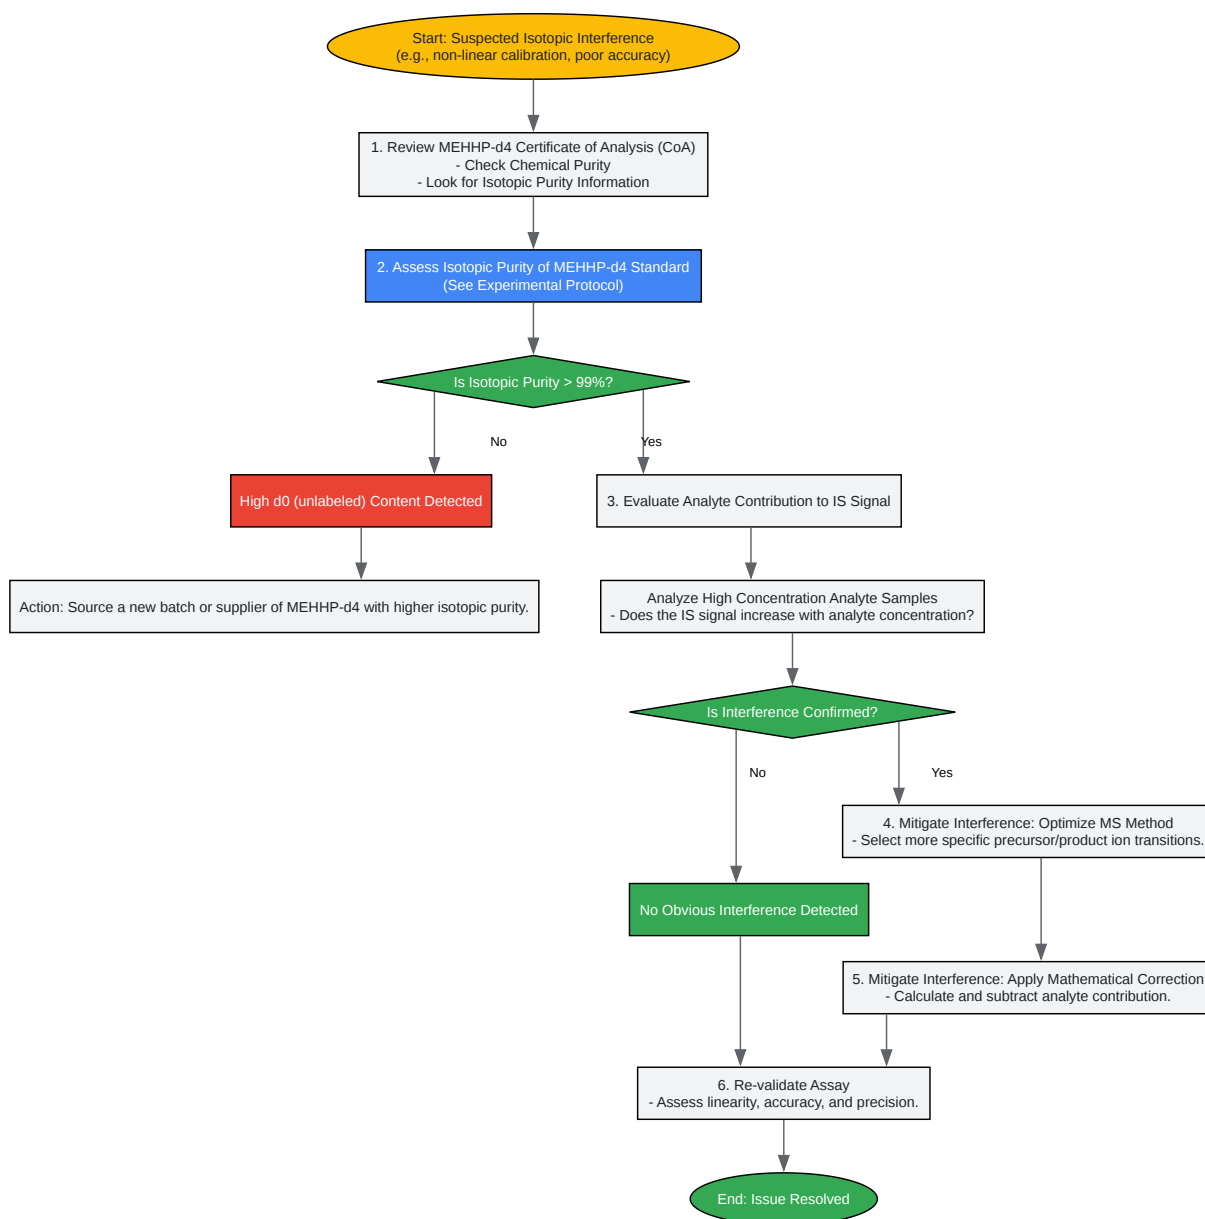 Start: Suspected Isotopic Interference
(e.g., non-linear calibration, poor accuracy)
1. Review MEHHP-d4 Certificate of Analysis (CoA)
- Check Chemical Purity
- Look for Isotopic Purity Information
2. Assess Isotopic Purity of MEHHP-d4 Standard
(See Experimental Protocol)
Is Isotopic Purity > 99%?
No
Yes
High d0 (unlabeled) Content Detected
3. Evaluate Analyte Contribution to IS Signal
Action: Source a new batch or supplier of MEHHP-d4 with higher isotopic purity.
Analyze High Concentration Analyte Samples
- Does the IS signal increase with analyte concentration?
Is Interference Confirmed?
No
Yes
4. Mitigate Interference: Optimize MS Method
- Select more specific precursor/product ion transitions.
No Obvious Interference Detected
5. Mitigate Interference: Apply Mathematical Correction
- Calculate and subtract analyte contribution.
6. Re-validate Assay
- Assess linearity, accuracy, and precision.
End: Issue Resolved